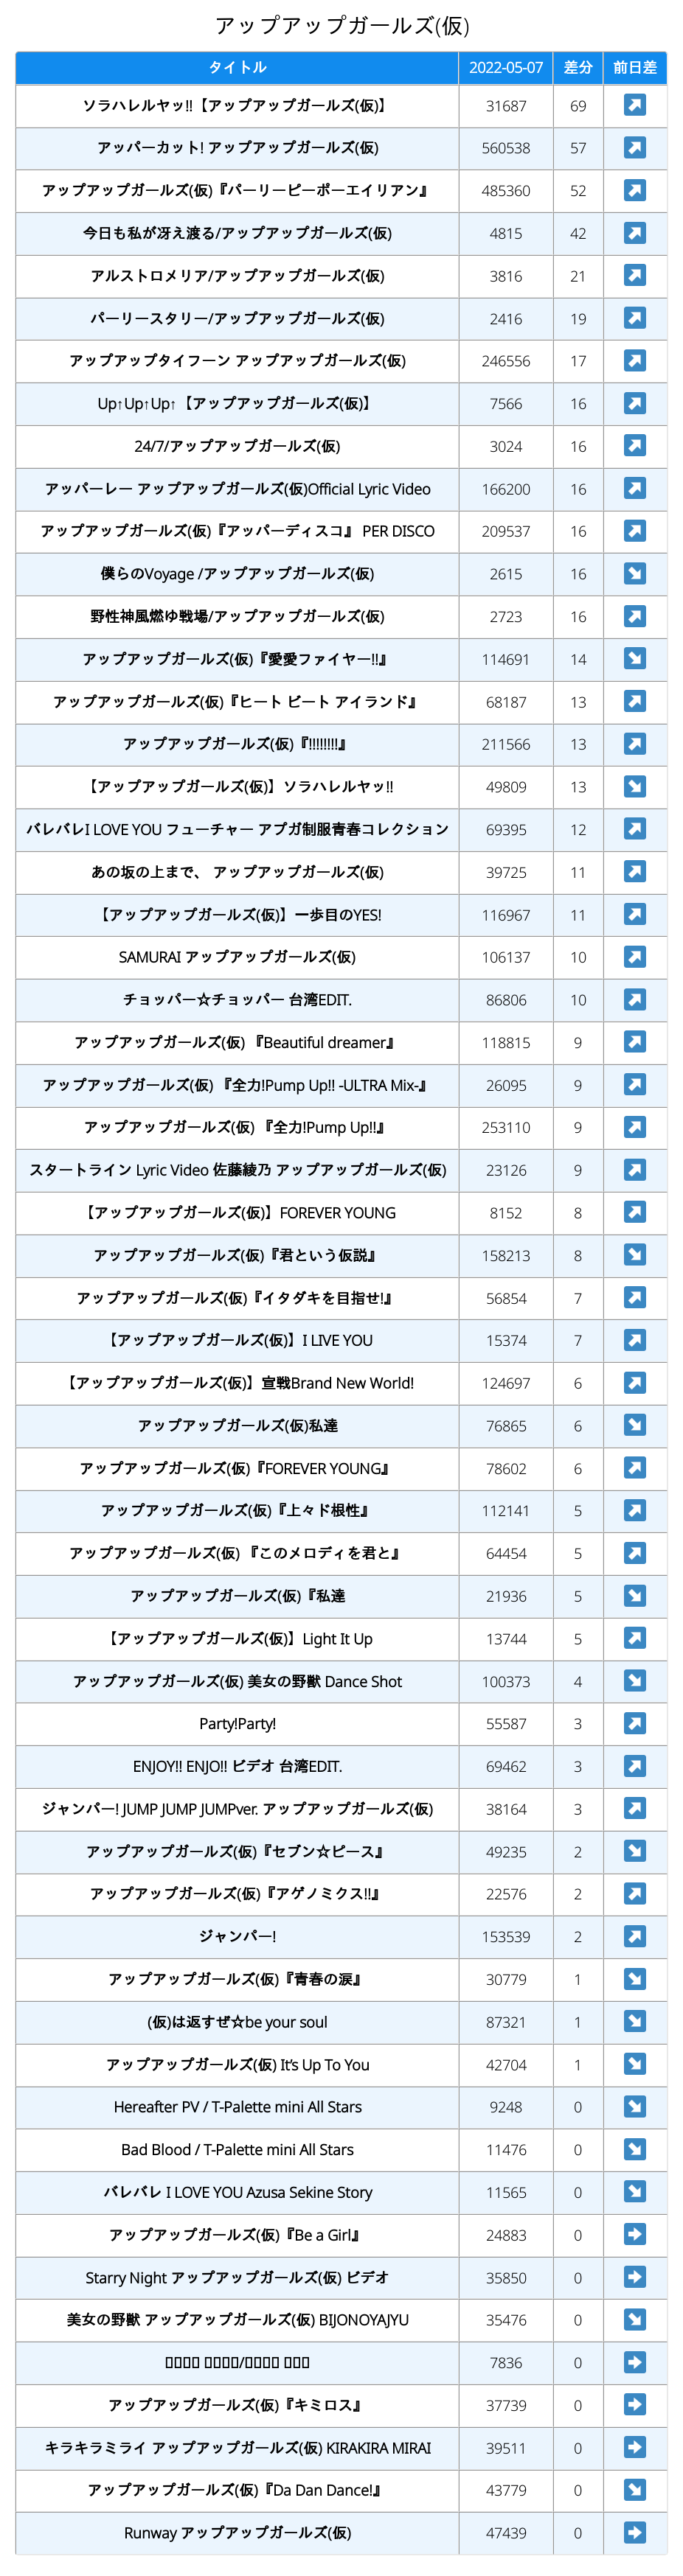 アップアップガールズ(仮)
タイトル 2022-05-07 差分 前日差
ソラハレルヤッ!!【アップアップガールズ(仮)】 31687 69
アッパーカット! アップアップガールズ(仮) 560538 57
アップアップガールズ(仮)『パーリーピーポーエイリアン』 485360 52
今日も私が冴え渡る/アップアップガールズ(仮) 4815 42
アルストロメリア/アップアップガールズ(仮) 3816 21
パーリースタリー/アップアップガールズ(仮) 2416 19
アップアップタイフーン アップアップガールズ(仮) 246556 17
Up↑Up↑Up↑【アップアップガールズ(仮)】 7566 16
24/7/アップアップガールズ(仮) 3024 16
アッパーレー アップアップガールズ(仮)Official Lyric Video 166200 16
アップアップガールズ(仮)『アッパーディスコ』 PER DISCO 209537 16
僕らのVoyage /アップアップガールズ(仮) 2615 16
野性神風燃ゆ戦場/アップアップガールズ(仮) 2723 16
アップアップガールズ(仮)『愛愛ファイヤー!!』 114691 14
アップアップガールズ(仮)『ヒート ビート アイランド』 68187 13
アップアップガールズ(仮)『!!!!!!!!』 211566 13
【アップアップガールズ(仮)】ソラハレルヤッ!! 49809 13
バレバレI LOVE YOU フューチャー アプガ制服青春コレクション 69395 12
あの坂の上まで、 アップアップガールズ(仮) 39725 11
【アップアップガールズ(仮)】一歩目のYES! 116967 11
SAMURAI アップアップガールズ(仮) 106137 10
チョッパー☆チョッパー 台湾EDIT. 86806 10
アップアップガールズ(仮) 『Beautiful dreamer』 118815 9
アップアップガールズ(仮) 『全力!Pump Up!! -ULTRA Mix-』 26095 9
アップアップガールズ(仮) 『全力!Pump Up!!』 253110 9
スタートライン Lyric Video 佐藤綾乃 アップアップガールズ(仮) 23126 9
【アップアップガールズ(仮)】FOREVER YOUNG 8152 8
アップアップガールズ(仮)『君という仮説』 158213 8
アップアップガールズ(仮)『イタダキを目指せ!』 56854 7
【アップアップガールズ(仮)】I LIVE YOU 15374 7
【アップアップガールズ(仮)】宣戦Brand New World! 124697 6
アップアップガールズ(仮)私達 76865 6
アップアップガールズ(仮)『FOREVER YOUNG』 78602 6
アップアップガールズ(仮)『上々ド根性』 112141 5
アップアップガールズ(仮) 『このメロディを君と』 64454 5
アップアップガールズ(仮)『私達 21936 5
【アップアップガールズ(仮)】Light It Up 13744 5
アップアップガールズ(仮) 美女の野獣 Dance Shot 100373 4
Party!Party! 55587 3
ENJOY!! ENJO!! ビデオ 台湾EDIT. 69462 3
ジャンパー! JUMP JUMP JUMPver. アップアップガールズ(仮) 38164 3
アップアップガールズ(仮)『セブン☆ピース』 49235 2
アップアップガールズ(仮)『アゲノミクス!!』 22576 2
ジャンパー! 153539 2
アップアップガールズ(仮)『青春の涙』 30779 1
(仮)は返すぜ☆be your soul 87321 1
アップアップガールズ(仮) It's Up To You 42704 1
Hereafter PV / T-Palette mini All Stars 9248 0
Bad Blood / T-Palette mini All Stars 11476 0
バレバレ I LOVE YOU Azusa Sekine Story 11565 0
アップアップガールズ(仮)『Be a Girl』 24883 0
Starry Night アップアップガールズ(仮) ビデオ 35850 0
美女の野獣 アップアップガールズ(仮) BIJONOYAJYU 35476 0
7836 0
アップアップガールズ(仮)『キミロス』 37739 0
キラキラミライ アップアップガールズ(仮) KIRAKIRA MIRAI 39511 0
アップアップガールズ(仮)『Da Dan Dance!』 43779 0
Runway アップアップガールズ(仮) 47439 0